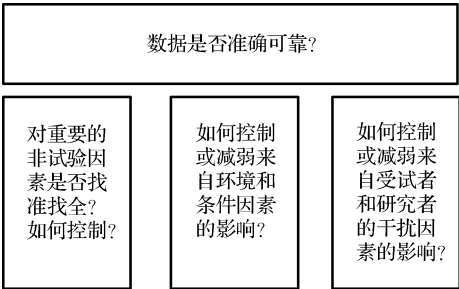 数据是否准确可靠?
对重要的
非试验因
素是否找
准找全?
如何控制?
如何控制
或减弱来
自环境和
条件因素
的影响?
如何控制
或减弱来
自受试者
和研究者
的干扰因
素的影响?